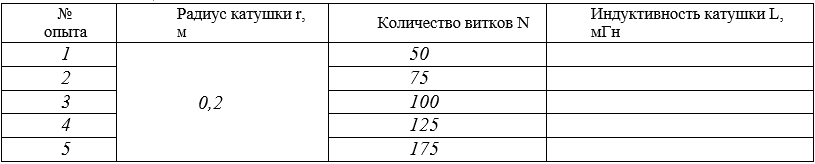 № опыта Радиус катушки r, м Количество витков N Индуктивность катушки L, мГн
1 0,2 50
2 75
3 100
4 125
5 175